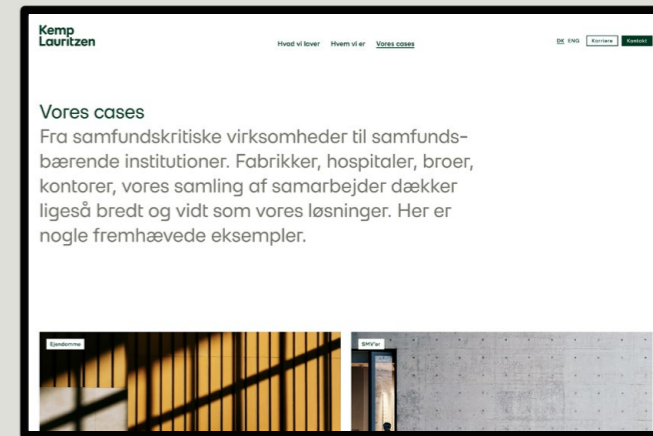 Kemp
Lauritzen
Hvad vi laver Hvem vi er Vores cases
DK ENG Karriere Kontakt
Vores cases
Fra samfundskritiske virksomheder til samfunds-
bærende institutioner. Fabrikker, hospitaler, broer,
kontorer, vores samling af samarbejder dækker
ligeså bredt og vidt som vores løsninger. Her er
nogle fremhævede eksempler.
Ejendomme
SMV'er